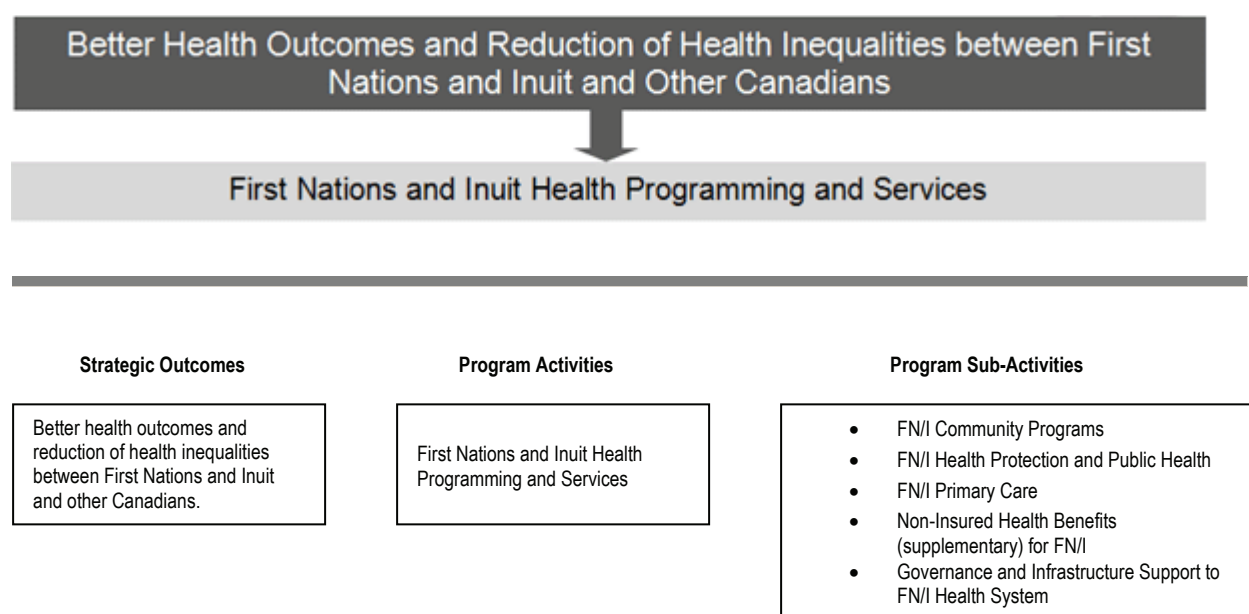 Better Health Outcomes and Reduction of Health Inequalities between First
Nations and Inuit and Other Canadians
First Nations and Inuit Health Programming and Services
Strategic Outcomes
Better health outcomes and
reduction of health inequalities
between First Nations and Inuit
and other Canadians.
Program Activities
First Nations and Inuit Health
Programming and Services
Program Sub-Activities
• FN/I Community Programs
• FN/I Health Protection and Public Health
• FN/I Primary Care
• Non-Insured Health Benefits
(supplementary) for FN/I
• Governance and Infrastructure Support to
FN/I Health System